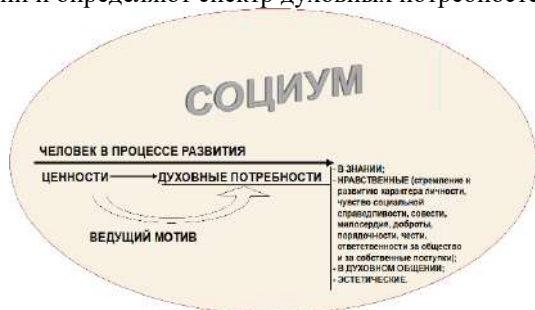 и определяют спектр духовных потребносте
СОЦИУМ
ЧЕЛОВЕК В ПРОЦЕССЕ РАЗВИТИЯ
ЦЕННОСТИ ДУХОВНЫЕ ПОТРЕБНОСТИ
- В ЗНАНИИ;
- НРАВСТВЕННЫЕ (стремление к
развитию характера личности,
чувство социальной
справедливости, совести,
милосердия, доброты,
порядочности, чести,
ответственности за общество
и за собственные поступки);
- В ДУХОВНОМ ОБЩЕНИИ;
- ЭСТЕТИЧЕСКИЕ.
ВЕДУЩИЙ МОТИВ